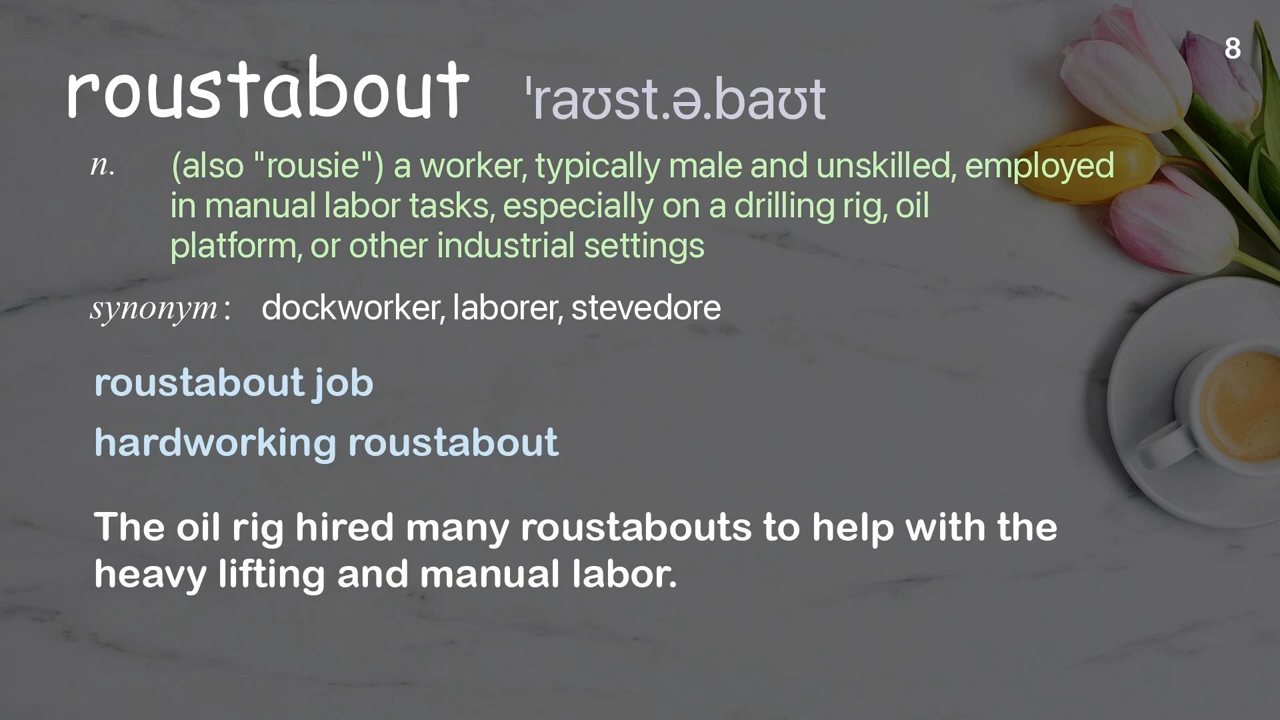 8
roustabout ˈraʊst.ə.baʊt
n. (also "rousie") a worker, typically male and unskilled, employed
in manual labor tasks, especially on a drilling rig, oil
platform, or other industrial settings
synonym: dockworker, laborer, stevedore
roustabout job
hardworking roustabout
The oil rig hired many roustabouts to help with the
heavy lifting and manual labor.